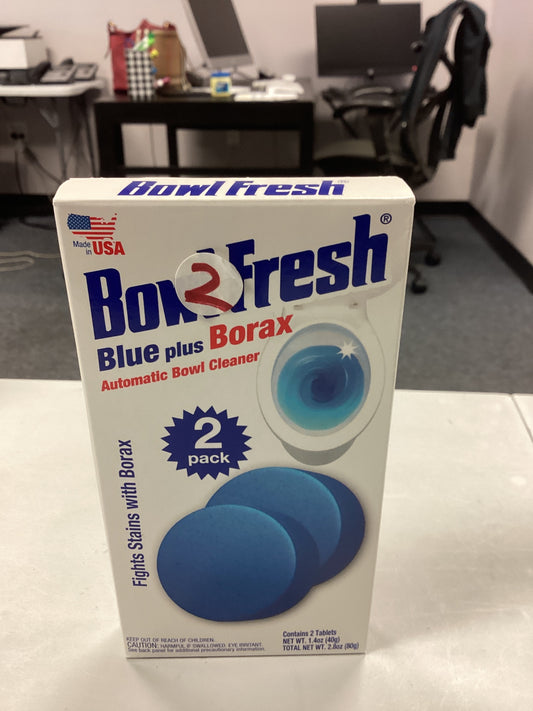 Bowl Fresh
Made
in USA
Bowl Fresh®
2
Blue plus Borax
Automatic Bowl Cleaner
2
pack
Fights Stains with Borax
KEEP OUT OF REACH OF CHILDREN.
CAUTION: HARMFUL IF SWALLOWED. EYE IRRITANT.
See back panel for additional precautionary information.
Contains 2 Tablets
NET WT. 1.4oz (40g)
TOTAL NET WT. 2.8oz (80g)